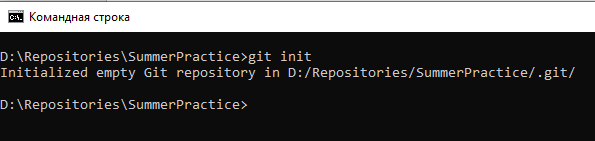 Командная строка
D:\Repositories\SummerPractice>git init
Initialized empty Git repository in D:/Repositories/SummerPractice/.git/
D:\Repositories\SummerPractice>